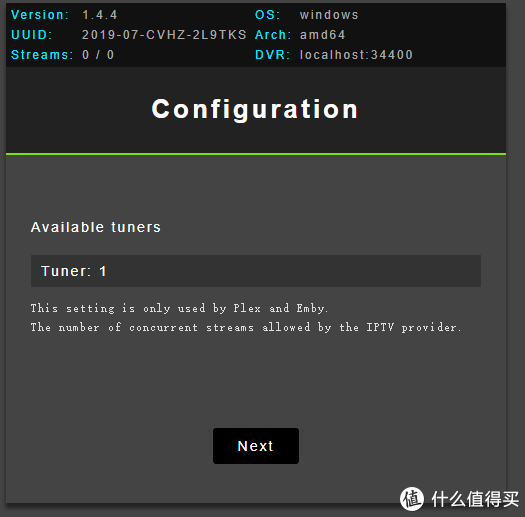 Version: 1.4.4 OS: windows
UUID: 2019-07-CVHZ-2L9TKS Arch: amd64
Streams: 0 / 0 DVR: localhost:34400
Configuration
Available tuners
Tuner: 1
This setting is only used by Plex and Emby.
The number of concurrent streams allowed by the IPTV provider.
Next
值 什么值得买